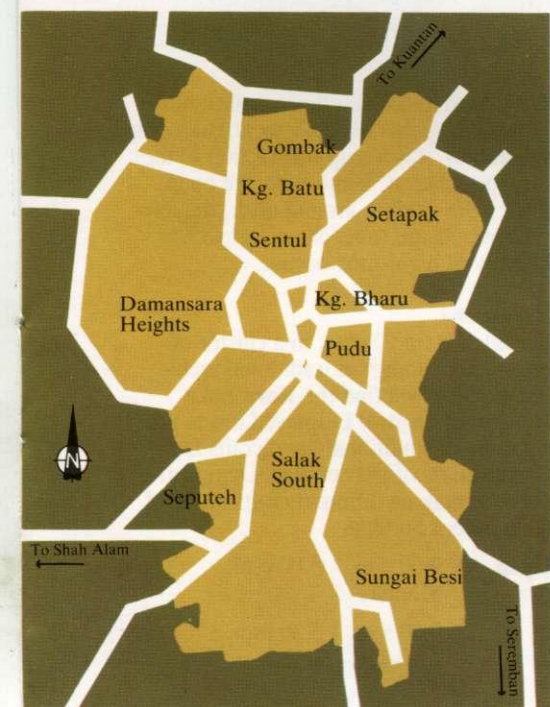 To Kuantan
Gombak
Kg. Batu
Setapak
Sentul
Kg. Bharu
Damansara
Heights
Pudu
N
Salak
South
Seputeh
To Shah Alam
Sungai Besi
To Seremban